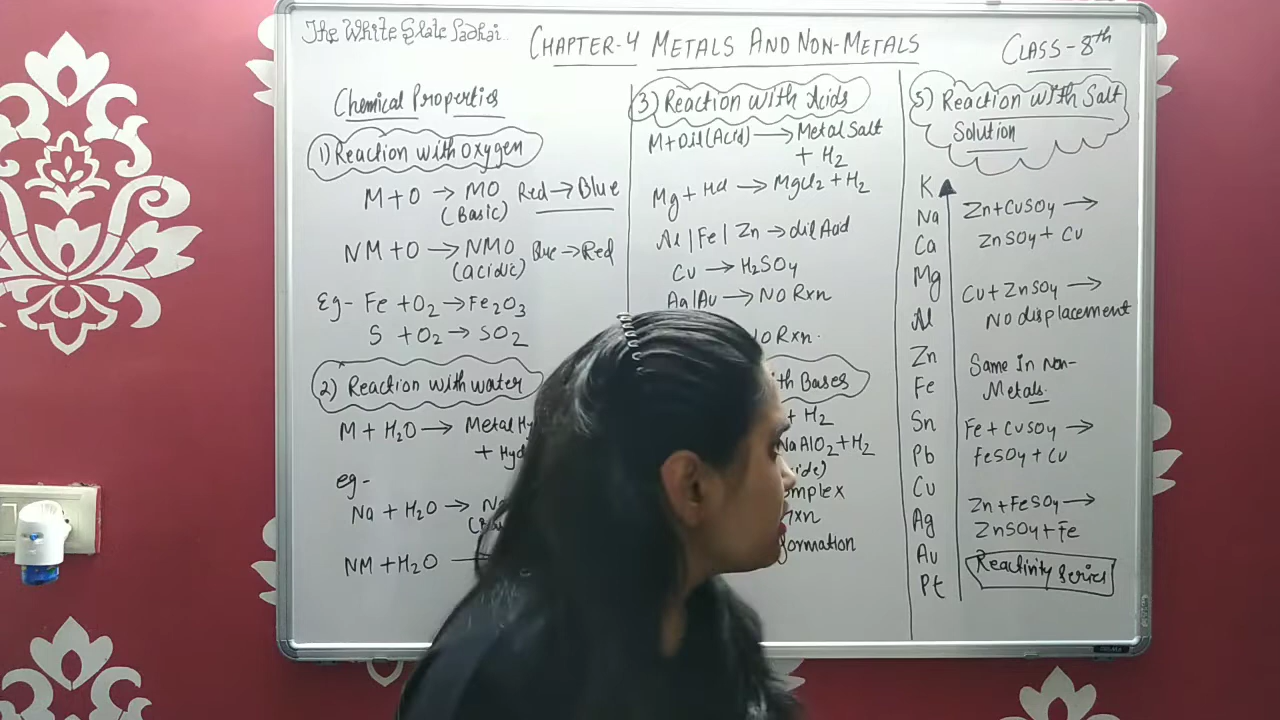 The White Slate Padhai...
CHAPTER-4 METALS AND NON-METALS
CLASS-8th
Chemical Properties
1) Reaction with Oxygen
M + O → MO Red → Blue
(Basic)
NM + O → NMO Blue → Red
(acidic)
Eg- Fe + O2 → Fe2O3
S + O2 → SO2
2) Reaction with water
M + H2O → Metal Hy
+ Hyd
eg-
Na + H2O → Na
NM + H2O
3) Reaction with Acids
M + Dil (Acid) → Metal Salt
+ H2
Mg + Hcl → MgCl2 + H2
Al | Fe | Zn → dil Acid
Cu → H2SO4
Ag | Au → NO Rxn
O Rxn.
th Bases
+ H2
NaAlO2 + H2
ide)
omplex
rxn
formation
5) Reaction with Salt
Solution
K
Na
Ca
Mg
Al
Zn
Fe
Sn
Pb
Cu
Ag
Au
Pt
Zn + CuSO4 →
ZnSO4 + Cu
Cu + ZnSO4 →
No displacement
Same In Non-
Metals.
Fe + CuSO4 →
FeSO4 + Cu
Zn + FeSO4 →
ZnSO4 + Fe
Reactivity Series